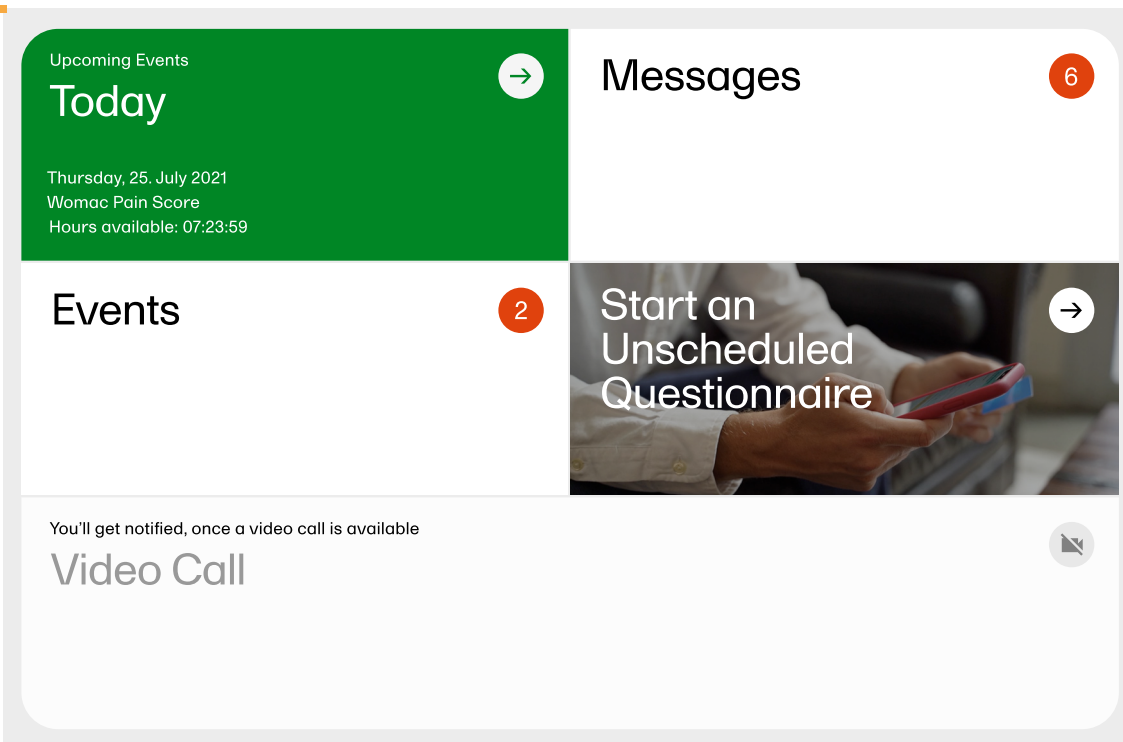 Upcoming Events
Today
Thursday, 25. July 2021
Womac Pain Score
Hours available: 07:23:59
Messages
6
Events
2
Start an
Unscheduled
Questionnaire
You’ll get notified, once a video call is available
Video Call